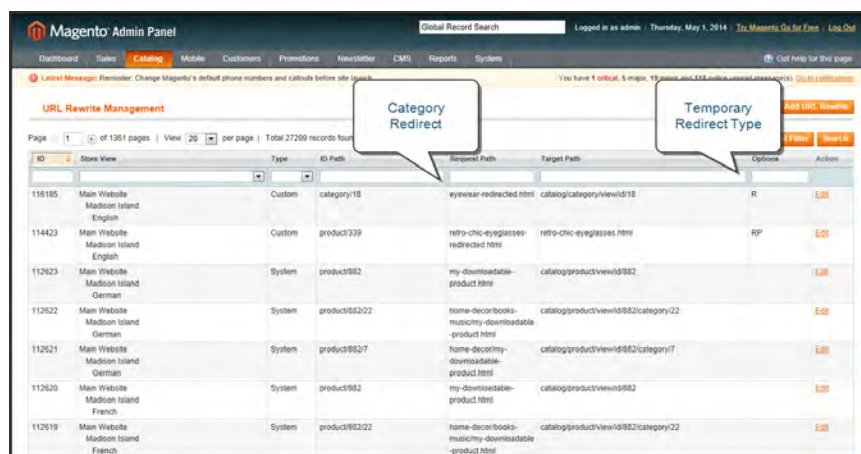 Magento Admin Panel
Global Record Search
Logged in as admin | Thursday, May 1, 2014 | Try Magento Go for Free | Log Out
Dashboard Sales Catalog Mobile Customers Promotions Newsletter CMS Reports System
Get help for this page
Latest Message: Reminder: Change Magento's default phone numbers and callouts before site launch
You have 1 critical, 5 major, 19 minor and 115 notice unread message(s). Go to notifications
URL Rewrite Management
Add URL Rewrite
Category
Redirect
Temporary
Redirect Type
Page 1 of 1361 pages | View 20 per page | Total 27209 records found
Filter Search
ID Store View Type ID Path Request Path Target Path Options Action
116185 Main Website Custom category/18 eyewear-redirected.html catalog/category/view/id/18 R Edit
Madison Island
English
114423 Main Website Custom product/339 retro-chic-eyeglasses- retro-chic-eyeglasses.html RP Edit
Madison Island redirected.html
English
112623 Main Website System product/882 my-downloadable- catalog/product/view/id/882 Edit
Madison Island product.html
German
112622 Main Website System product/882/22 home-decor/books- catalog/product/view/id/882/category/22 Edit
Madison Island music/my-downloadable
German -product.html
112621 Main Website System product/882/7 home-decor/my- catalog/product/view/id/882/category/7 Edit
Madison Island downloadable-
German product.html
112620 Main Website System product/882 my-downloadable- catalog/product/view/id/882 Edit
Madison Island product.html
French
112619 Main Website System product/882/22 home-decor/books- catalog/product/view/id/882/category/22 Edit
Madison Island music/my-downloadable
French -product.html